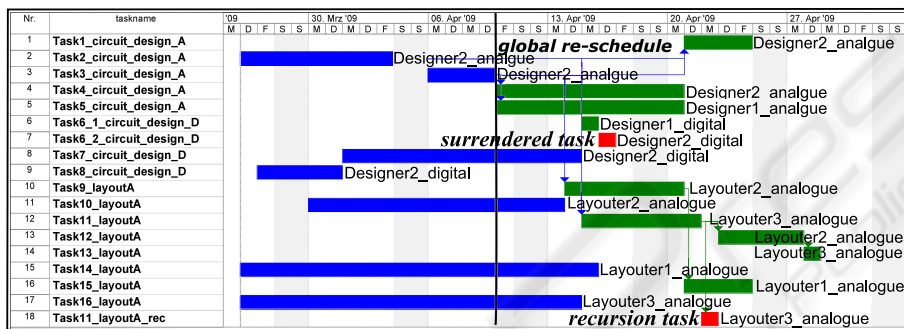 Nr. taskname '09 30. Mrz '09 06. Apr '09 13. Apr '09 20. Apr '09 27. Apr '09
M D F S S M D F S S M D F S S M D F S S M D F S S M D F S
1 Task1_circuit_design_A global re-schedule Designer2_analgue
2 Task2_circuit_design_A Designer2_analgue
3 Task3_circuit_design_A Designer2_analgue
4 Task4_circuit_design_A Designer2_analgue
5 Task5_circuit_design_A Designer1_analgue
6 Task6_1_circuit_design_D Designer1_digital
7 Task6_2_circuit_design_D surrendered task Designer2_digital
8 Task7_circuit_design_D Designer2_digital
9 Task8_circuit_design_D Designer2_digital
10 Task9_layoutA Layouter2_analogue
11 Task10_layoutA Layouter2_analogue
12 Task11_layoutA Layouter3_analogue
13 Task12_layoutA Layouter2_analogue
14 Task13_layoutA Layouter3_analogue
15 Task14_layoutA Layouter1_analogue
16 Task15_layoutA Layouter1_analogue
17 Task16_layoutA Layouter3_analogue
18 Task11_layoutA_rec recursion task Layouter3_analogue